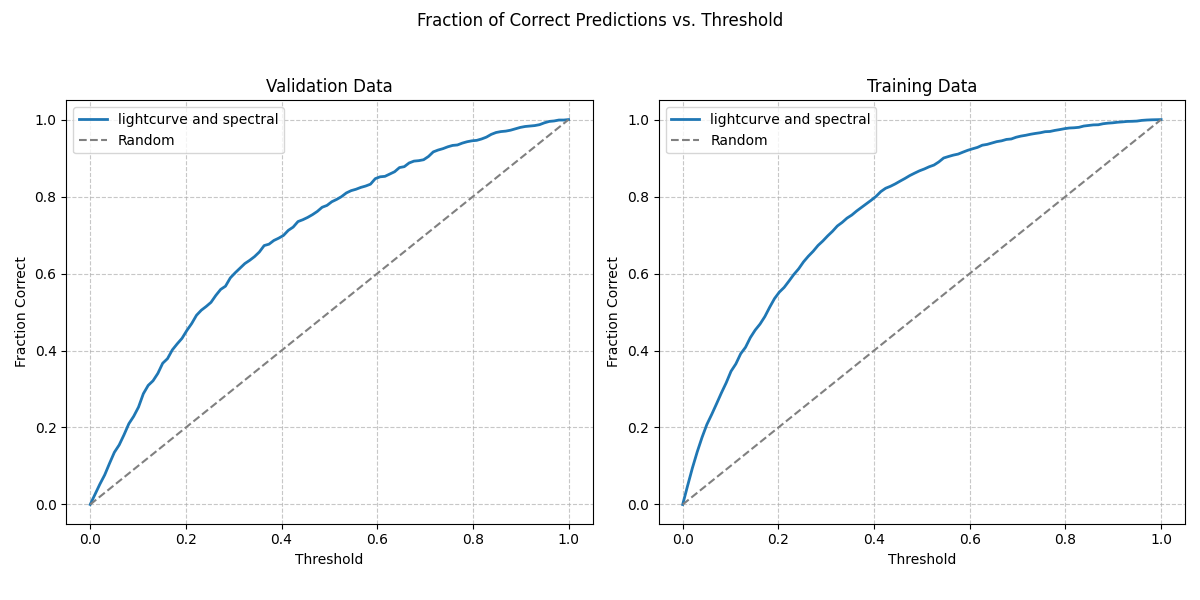 Fraction of Correct Predictions vs. Threshold
Validation Data
lightcurve and spectral
Random
1.0
0.8
0.6
0.4
0.2
0.0
Fraction Correct
0.0 0.2 0.4 0.6 0.8 1.0
Threshold
Training Data
lightcurve and spectral
Random
1.0
0.8
0.6
0.4
0.2
0.0
Fraction Correct
0.0 0.2 0.4 0.6 0.8 1.0
Threshold